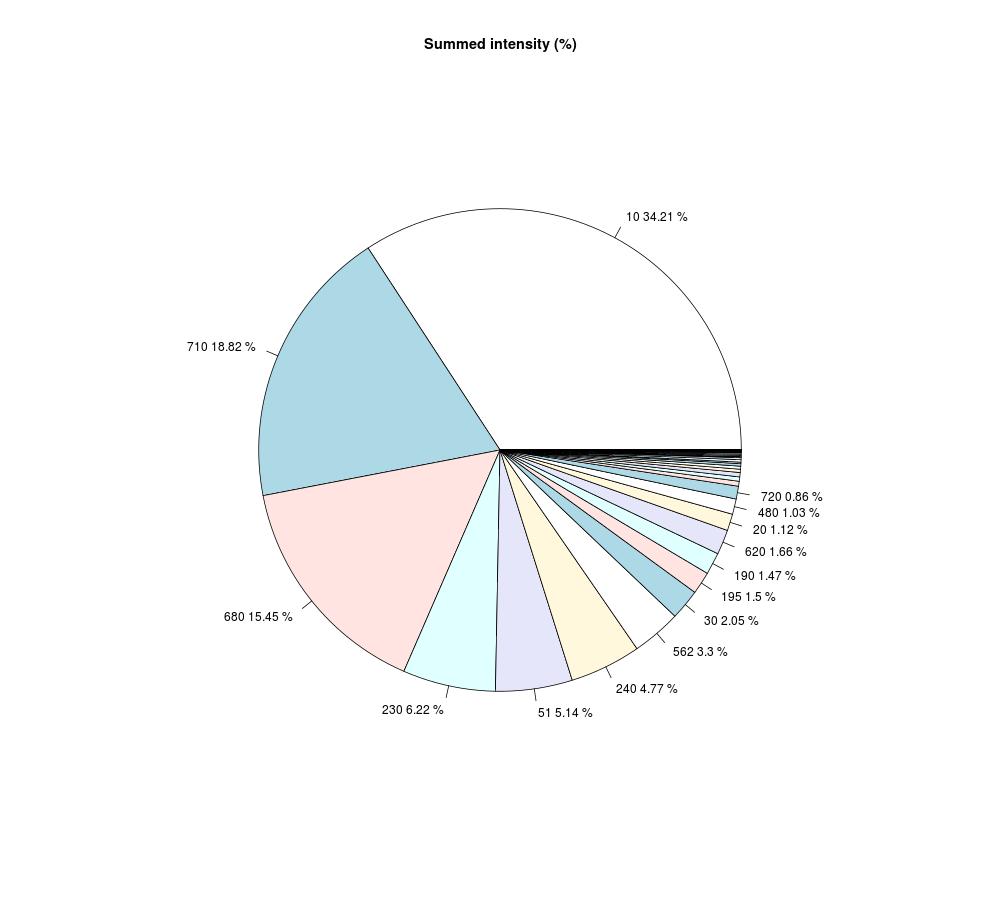 Summed intensity (%)
10 34.21 %
710 18.82 %
680 15.45 %
230 6.22 %
51 5.14 %
240 4.77 %
562 3.3 %
30 2.05 %
195 1.5 %
190 1.47 %
620 1.66 %
20 1.12 %
480 1.03 %
720 0.86 %